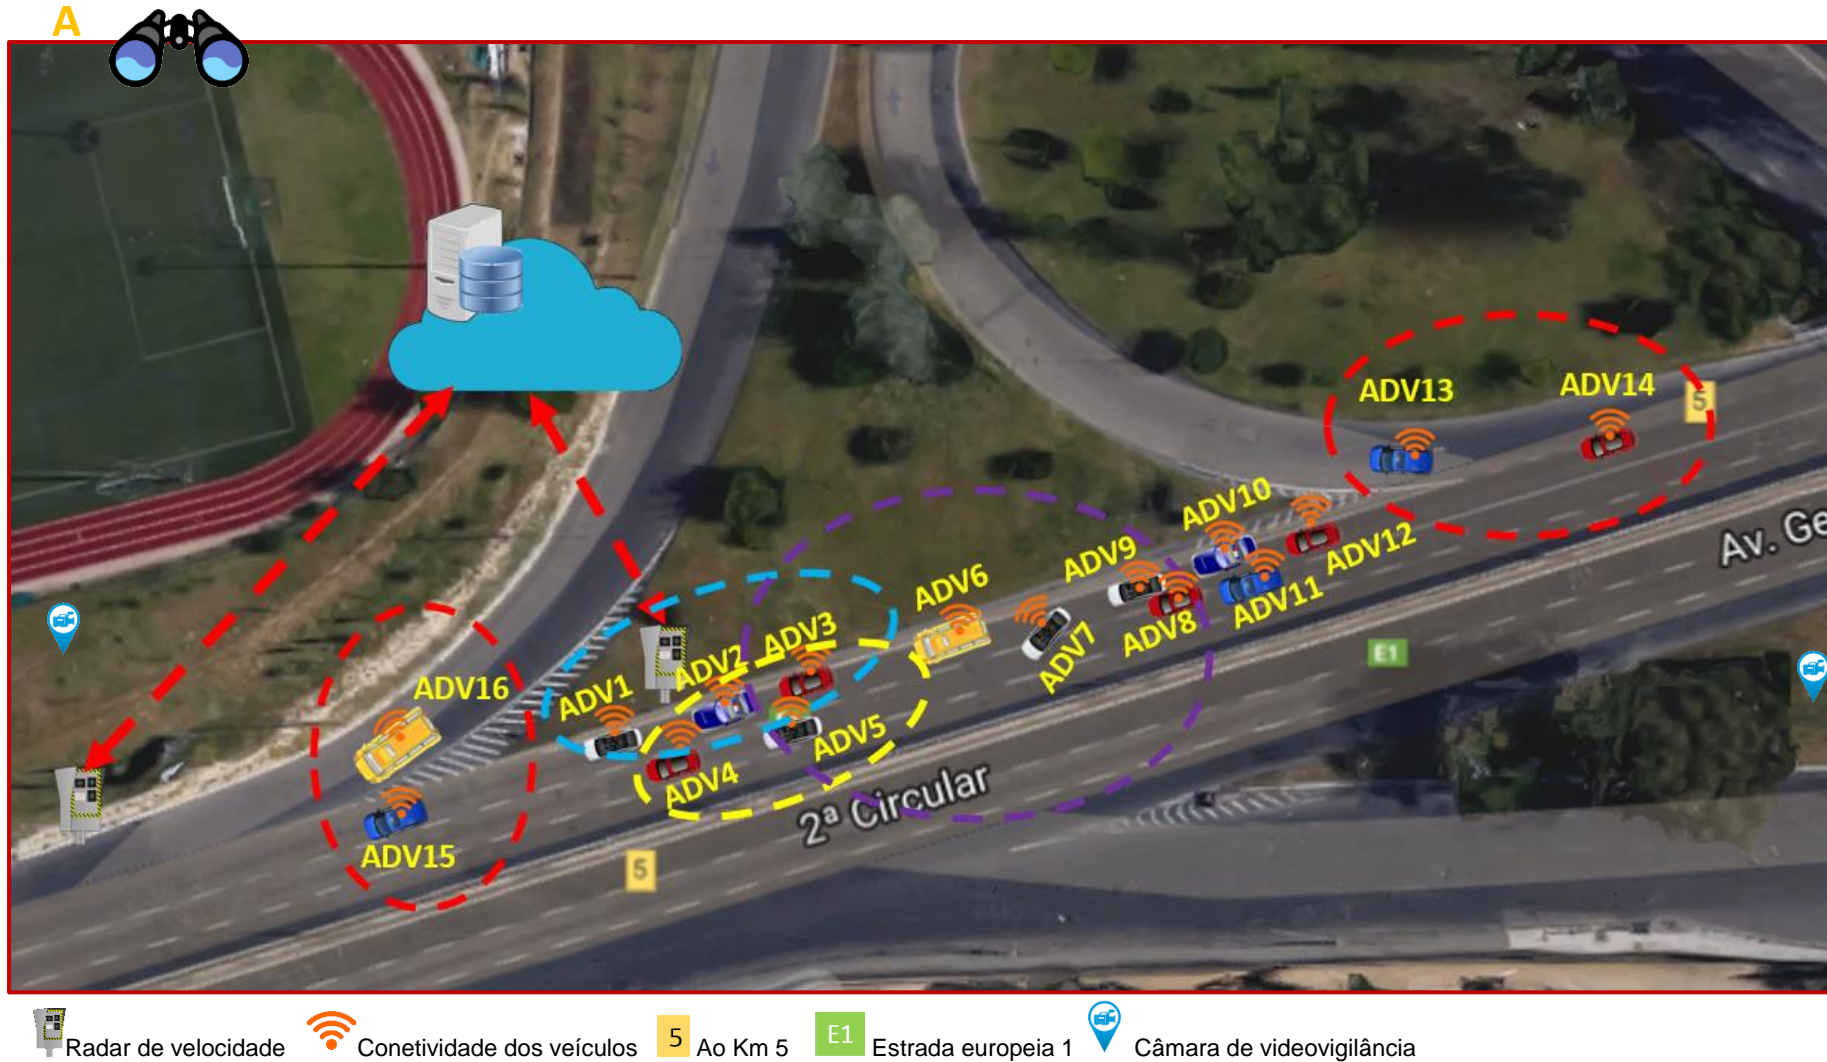 A
ADV14
ADV13
5
ADV10
Av. Ge
ADV12
ADV9
ADV6
ADV11
ADV3
ADV8
E1
ADV2
ADV7
ADV16
ADV1
ADV5
ADV4
2ª Circular
ADV15
5
Radar de velocidade
Conetividade dos veículos
5 Ao Km 5
E1 Estrada europeia 1
Câmara de videovigilância